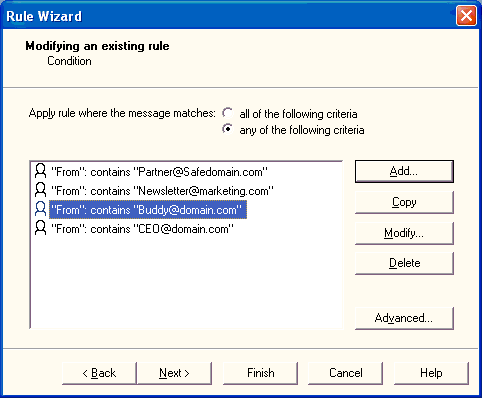 Rule Wizard
Modifying an existing rule
Condition
Apply rule where the message matches:
all of the following criteria
any of the following criteria
"From": contains "Partner@Safedomain.com"
"From": contains "Newsletter@marketing.com"
"From": contains "Buddy@domain.com"
"From": contains "CEO@domain.com"
Add...
Copy
Modify...
Delete
Advanced...
< Back
Next >
Finish
Cancel
Help